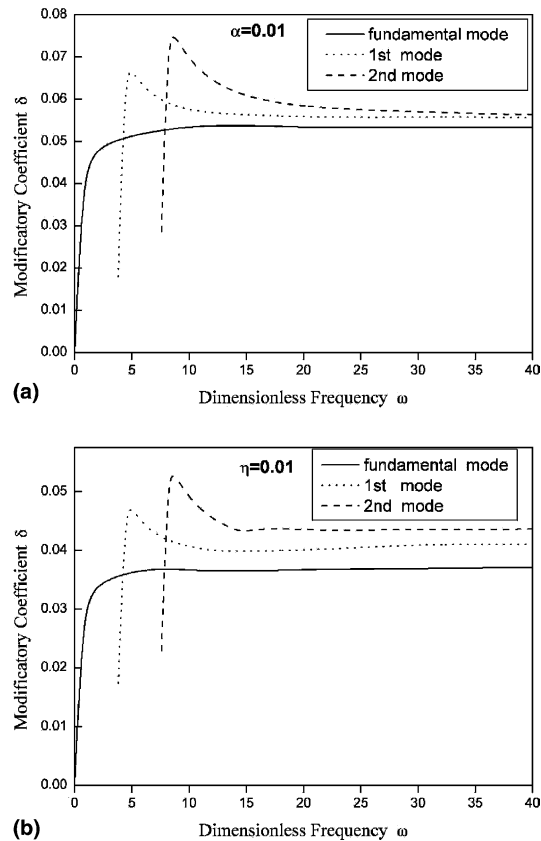 0.08
0.07
0.06
0.05
0.04
0.03
0.02
0.01
0.00
Modificatory Coefficient δ
α=0.01
fundamental mode
1st mode
2nd mode
0 5 10 15 20 25 30 35 40
(a)
Dimensionless Frequency ω
0.05
0.04
0.03
0.02
0.01
0.00
Modificatory Coefficient δ
η=0.01
fundamental mode
1st mode
2nd mode
0 5 10 15 20 25 30 35 40
(b)
Dimensionless Frequency ω